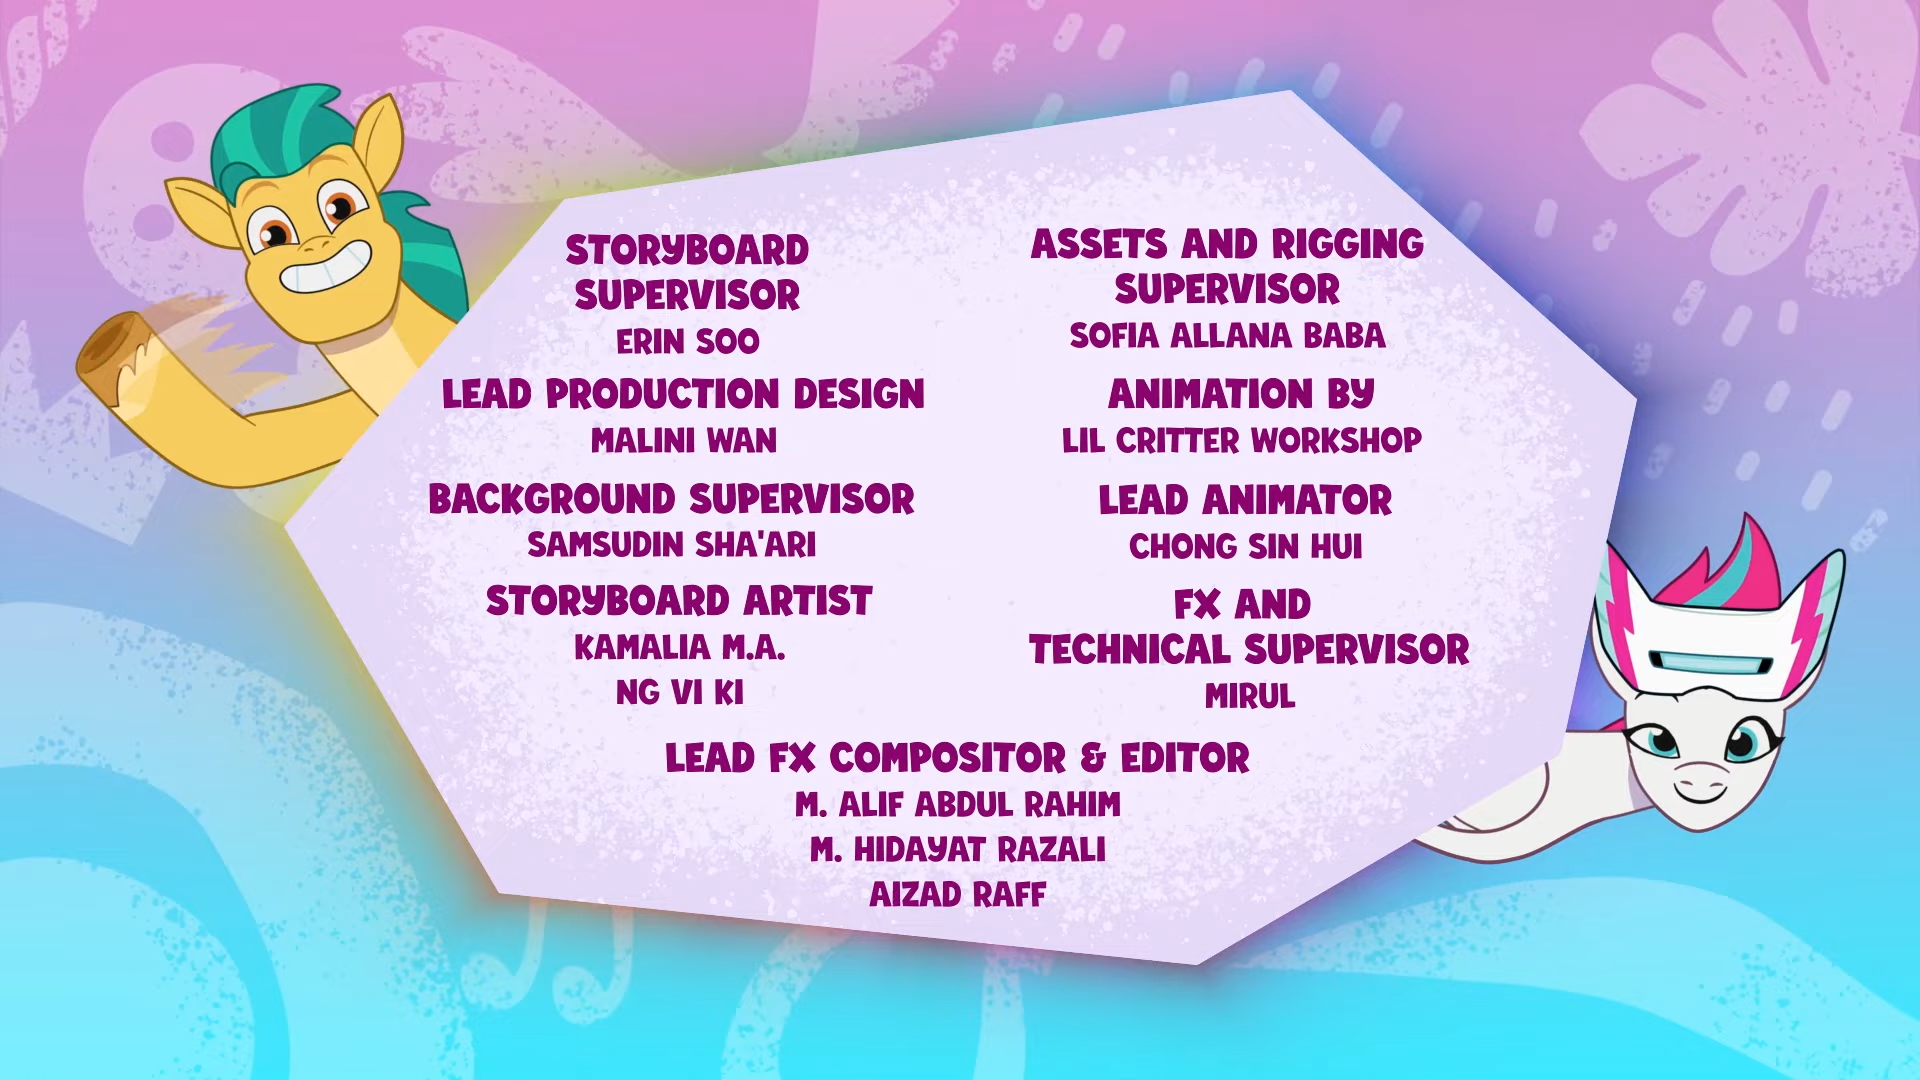 STORYBOARD
SUPERVISOR
ERIN SOO
LEAD PRODUCTION DESIGN
MALINI WAN
BACKGROUND SUPERVISOR
SAMSUDIN SHA'ARI
STORYBOARD ARTIST
KAMALIA M.A.
NG VI KI
ASSETS AND RIGGING
SUPERVISOR
SOFIA ALLANA BABA
ANIMATION BY
LIL CRITTER WORKSHOP
LEAD ANIMATOR
CHONG SIN HUI
FX AND
TECHNICAL SUPERVISOR
MIRUL
LEAD FX COMPOSITOR & EDITOR
M. ALIF ABDUL RAHIM
M. HIDAYAT RAZALI
AIZAD RAFF